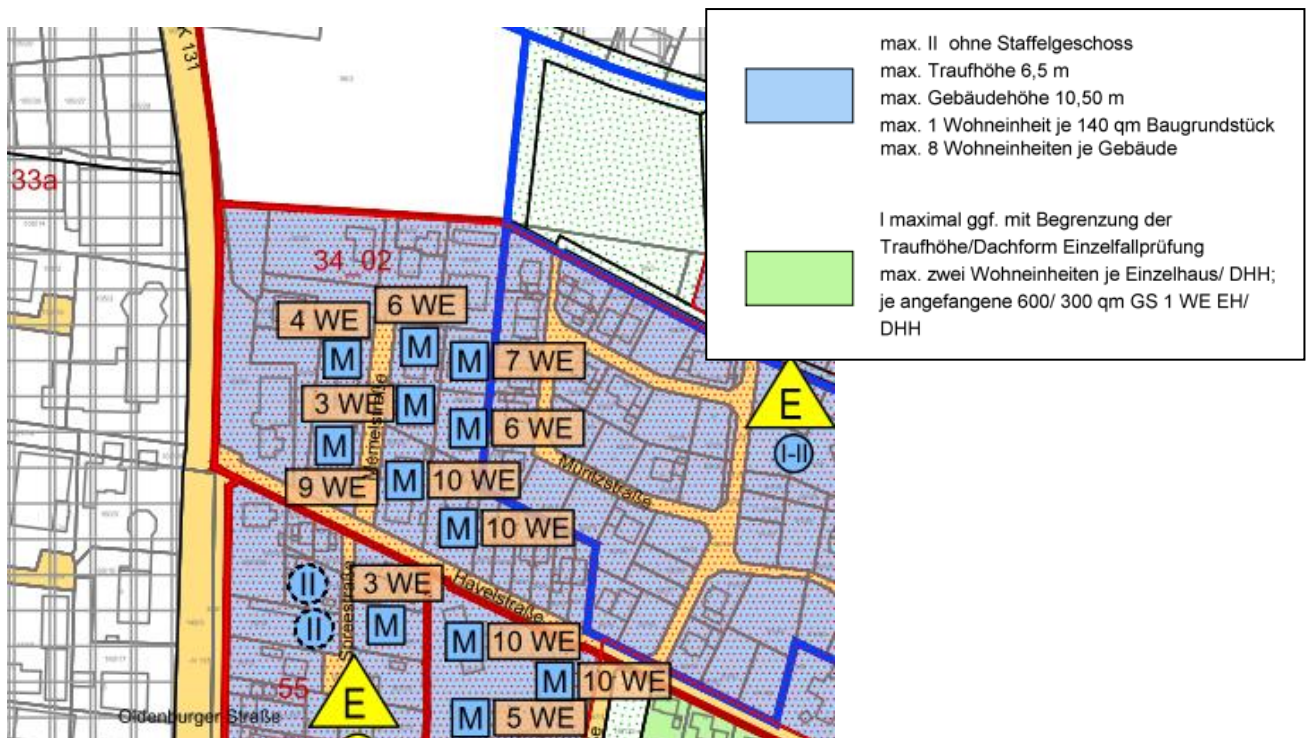 max. II ohne Staffelgeschoss
max. Traufhöhe 6,5 m
max. Gebäudehöhe 10,50 m
max. 1 Wohneinheit je 140 qm Baugrundstück
max. 8 Wohneinheiten je Gebäude
I maximal ggf. mit Begrenzung der
Traufhöhe/Dachform Einzelfallprüfung
max. zwei Wohneinheiten je Einzelhaus/ DHH;
je angefangene 600/ 300 qm GS 1 WE EH/
DHH
K 131
33a
34 02
6 WE
4 WE
M
M
M
7 WE
3 WE
M
M
6 WE
M
Memelstraße
E
I-II
9 WE
M
10 WE
Müritzstraße
M
10 WE
II
3 WE
Havelstraße
II
M
Spreestraße
M
10 WE
M
10 WE
55
E
M
5 WE
Oldenburger Straße